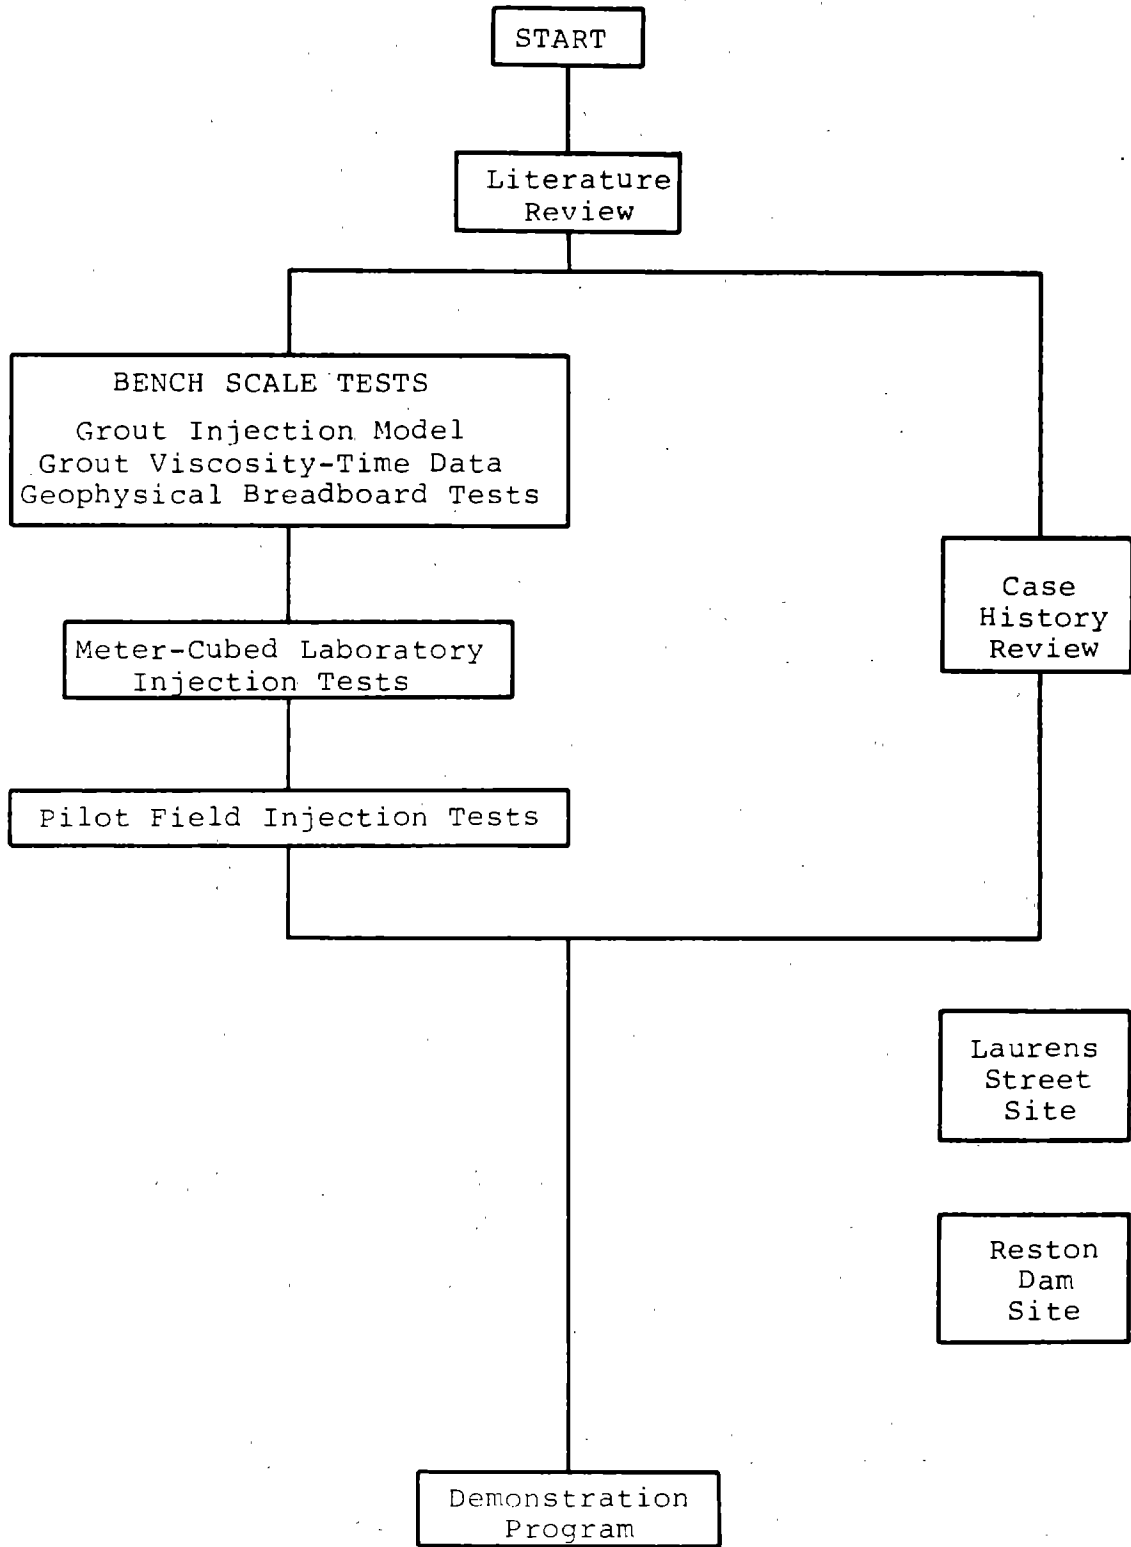 START
Literature
Review
BENCH SCALE TESTS
Grout Injection Model
Grout Viscosity-Time Data
Geophysical Breadboard Tests
Case
History
Review
Meter-Cubed Laboratory
Injection Tests
Pilot Field Injection Tests
Laurens
Street
Site
Reston
Dam
Site
Demonstration
Program